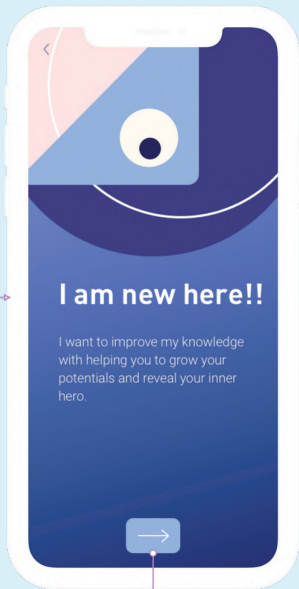 I am new here!!
I want to improve my knowledge
with helping you to grow your
potentials and reveal your inner
hero.